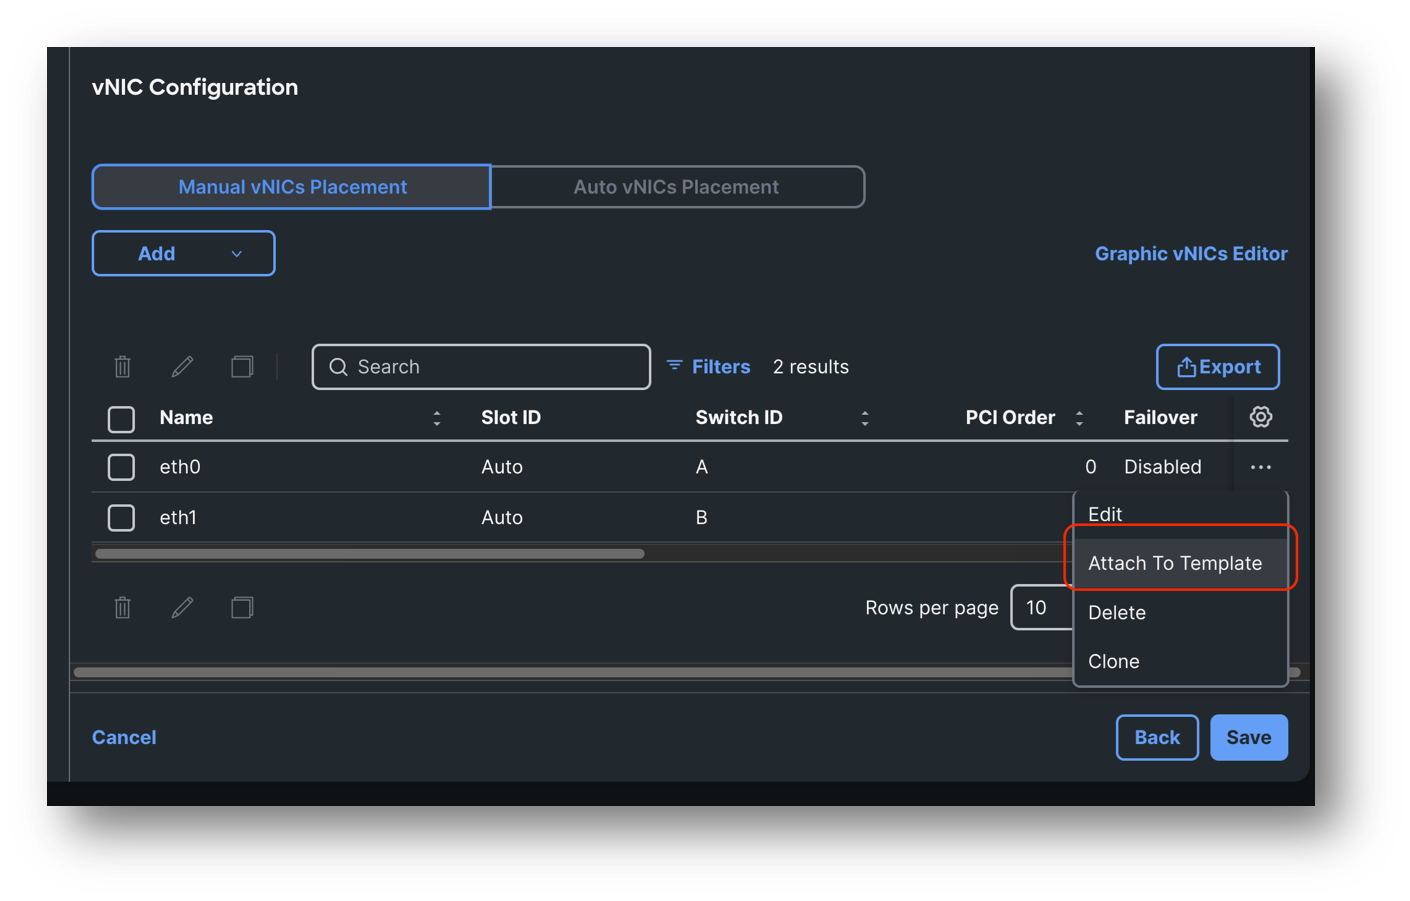 vNIC Configuration
Manual vNICs Placement Auto vNICs Placement
Add
Graphic vNICs Editor
Search Filters 2 results Export
Name Slot ID Switch ID PCI Order Failover
eth0 Auto A 0 Disabled ...
eth1 Auto B
Edit
Attach To Template
Delete
Clone
Rows per page 10
Cancel Back Save